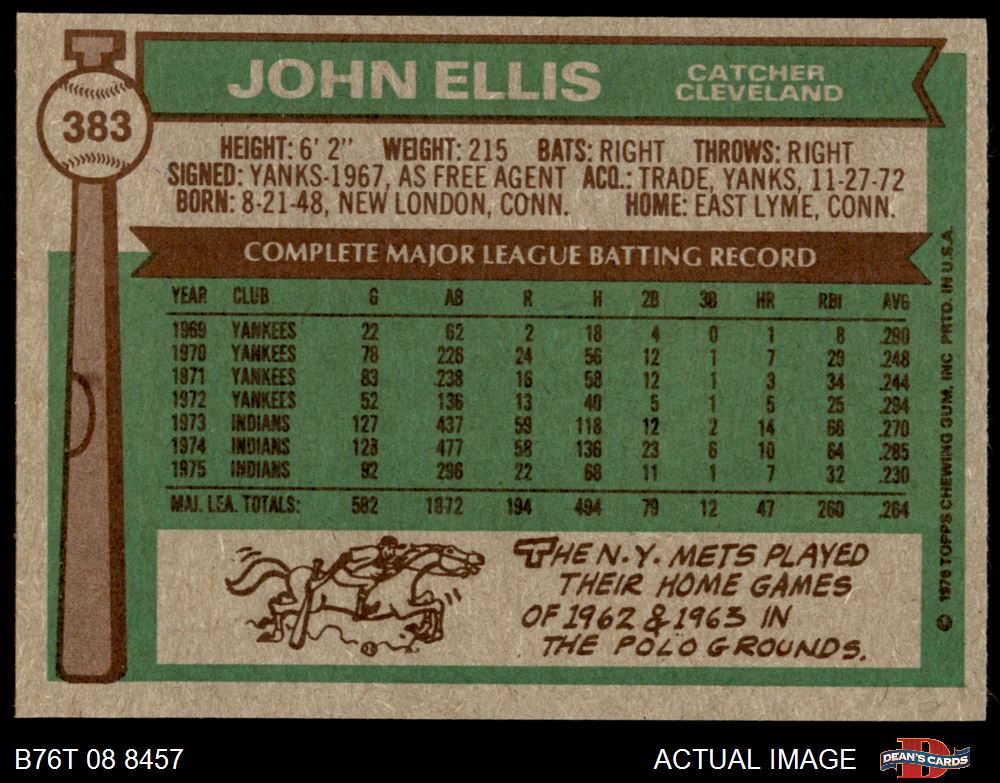 T
JOHN ELLIS
CATCHER
CLEVELAND
383
HEIGHT: 6' 2" WEIGHT: 215 BATS: RIGHT THROWS: RIGHT
SIGNED: YANKS-1967, AS FREE AGENT ACQ.: TRADE, YANKS, 11-27-72
BORN: 8-21-48, NEW LONDON, CONN. HOME: EAST LYME, CONN.
COMPLETE MAJOR LEAGUE BATTING RECORD
YEAR CLUB G AB R H 2B 3B HR RBI AVG
1969 YANKEES 22 62 2 18 4 0 1 8 .290
1970 YANKEES 78 226 24 56 12 1 7 29 .248
1971 YANKEES 83 .238 16 58 12 1 3 34 .244
1972 YANKEES 52 136 13 40 5 1 5 25 .294
1973 INDIANS 127 437 59 118 12 2 14 68 .270
1974 INDIANS 128 477 58 136 23 6 10 64 .285
1975 INDIANS 92 296 22 68 11 1 7 32 .230
MAJ. LEA. TOTALS: 582 1872 194 494 79 12 47 260 .264
THE N.Y. METS PLAYED
THEIR HOME GAMES
OF 1962 & 1963 IN
THE POLO GROUNDS.
© 1976 TOPPS CHEWING GUM, INC PRTD. IN U.S.A.
B76T 08 8457
ACTUAL IMAGE
DEAN'S CARDS